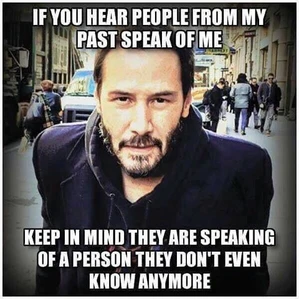 IF YOU HEAR PEOPLE FROM MY
PAST SPEAK OF ME
KEEP IN MIND THEY ARE SPEAKING
OF A PERSON THEY DON'T EVEN
KNOW ANYMORE